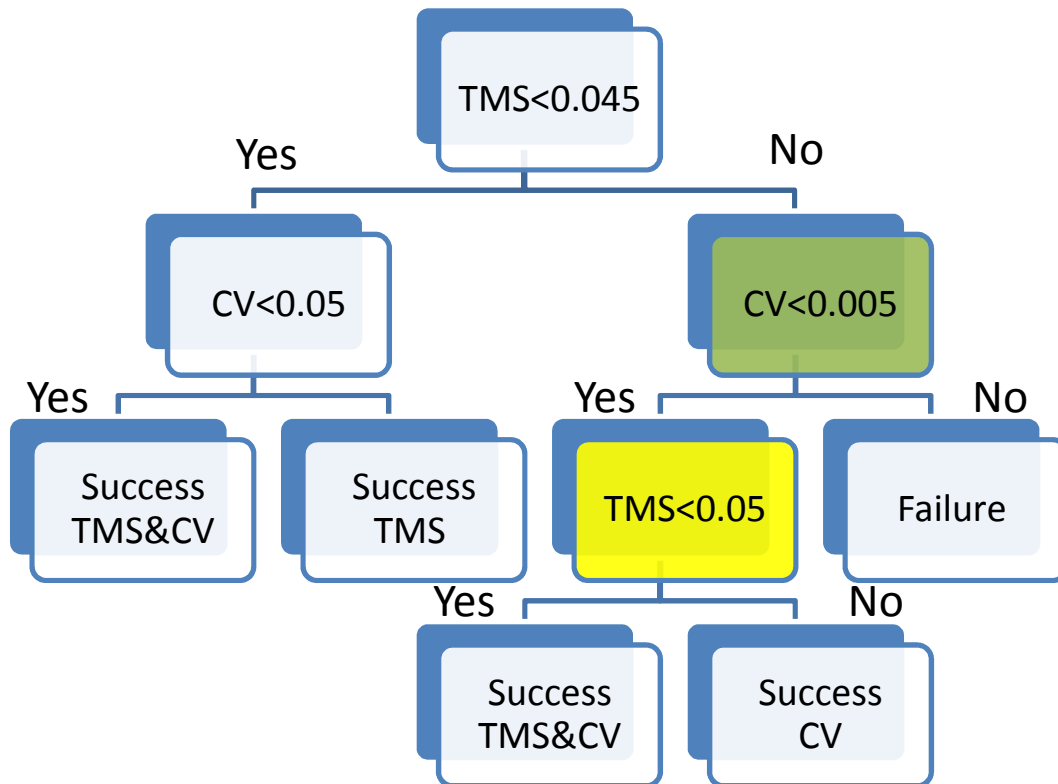 TMS<0.045
Yes
No
CV<0.05
CV<0.005
Yes
Yes
No
Success
TMS&CV
Success
TMS
TMS<0.05
Failure
Yes
No
Success
TMS&CV
Success
CV